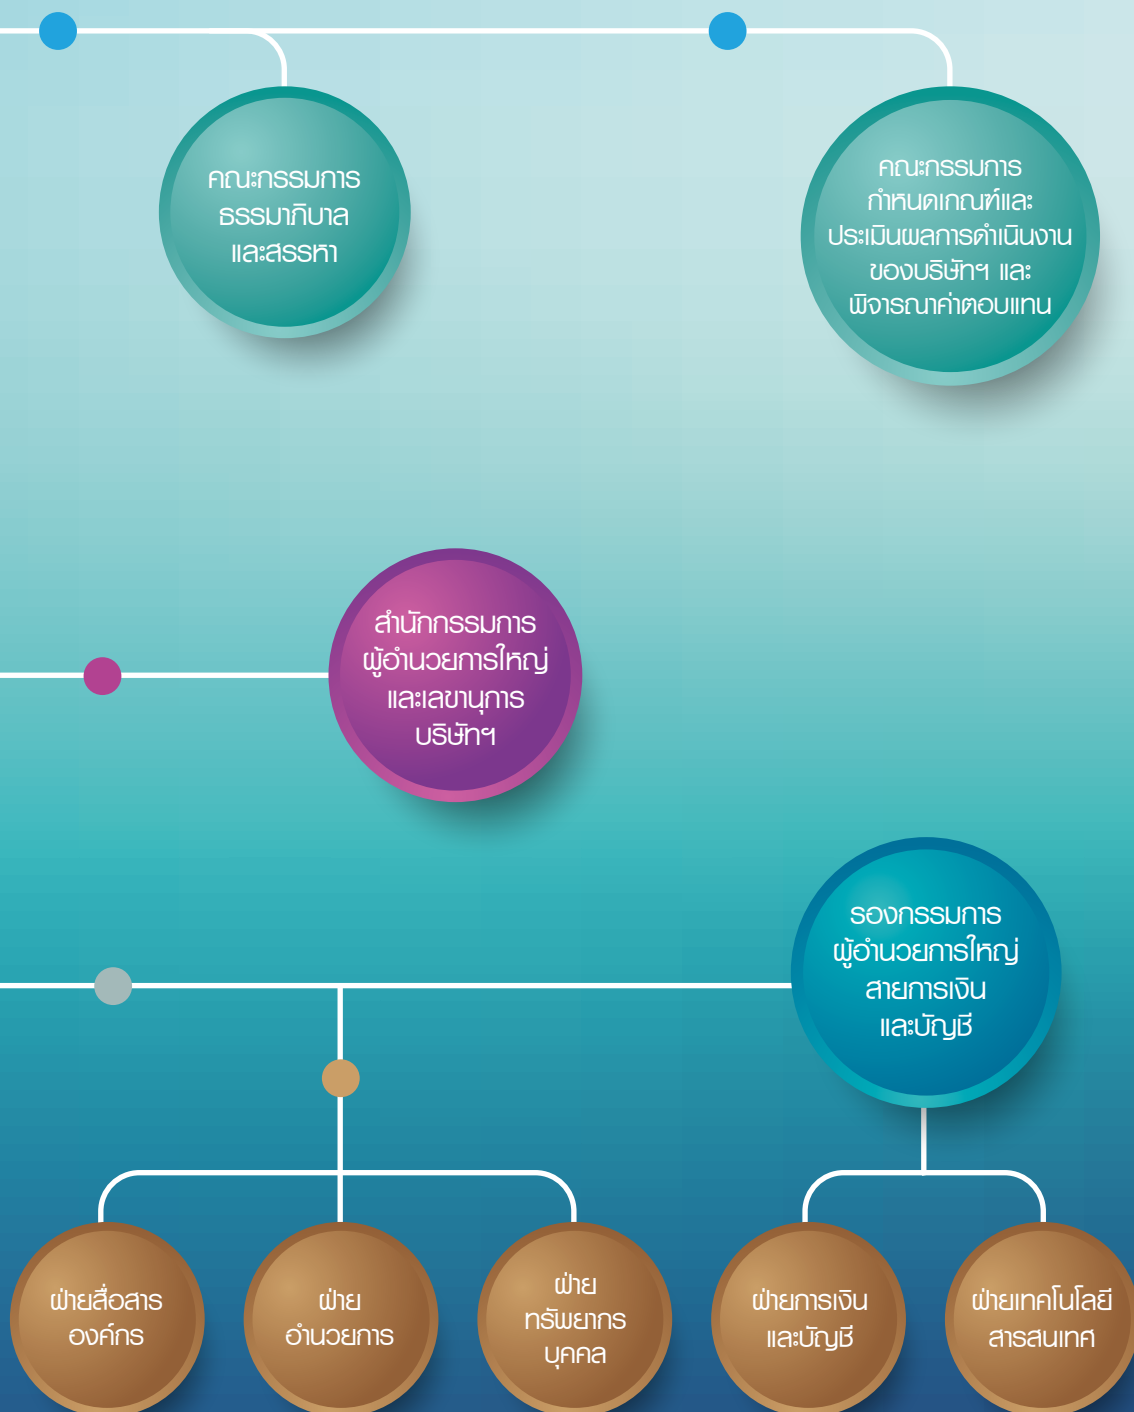 คณะกรรมการ
ธรรมาภิบาล
และสรรหา
คณะกรรมการ
กำหนดเกณฑ์และ
ประเมินผลการดำเนินงาน
ของบริษัทฯ และ
พิจารณาค่าตอบแทน
สำนักกรรมการ
ผู้อำนวยการใหญ่
และเลขานุการ
บริษัทฯ
รองกรรมการ
ผู้อำนวยการใหญ่
สายการเงิน
และบัญชี
ฝ่ายสื่อสาร
องค์กร
ฝ่าย
อำนวยการ
ฝ่าย
ทรัพยากร
บุคคล
ฝ่ายการเงิน
และบัญชี
ฝ่ายเทคโนโลยี
สารสนเทศ